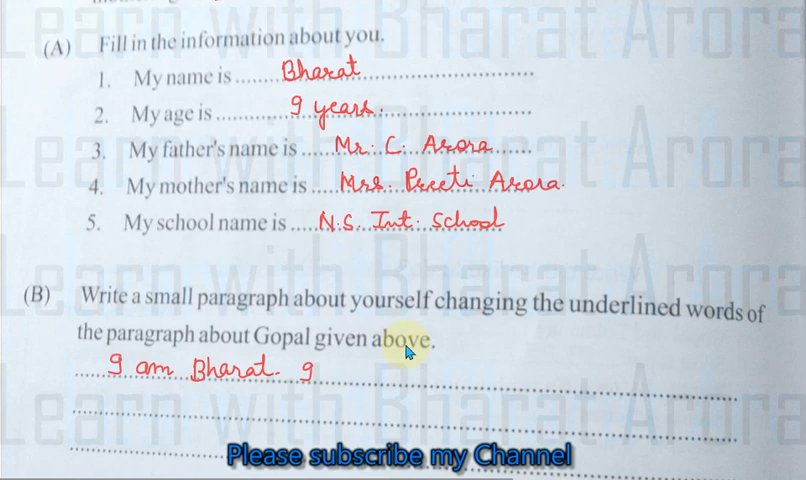 (A) Fill in the information about you.
1. My name is ........ Bharat ........
2. My age is ........ 9 years. ........
3. My father's name is ..... Mr. C. Arora ......
4. My mother's name is ..... Mrs. Preeti Arora.
5. My school name is ..... N.S. Int. School
(B) Write a small paragraph about yourself changing the underlined words of
the paragraph about Gopal given above.
I am Bharat. I
Please subscribe my Channel
Learn with Bharat Arora